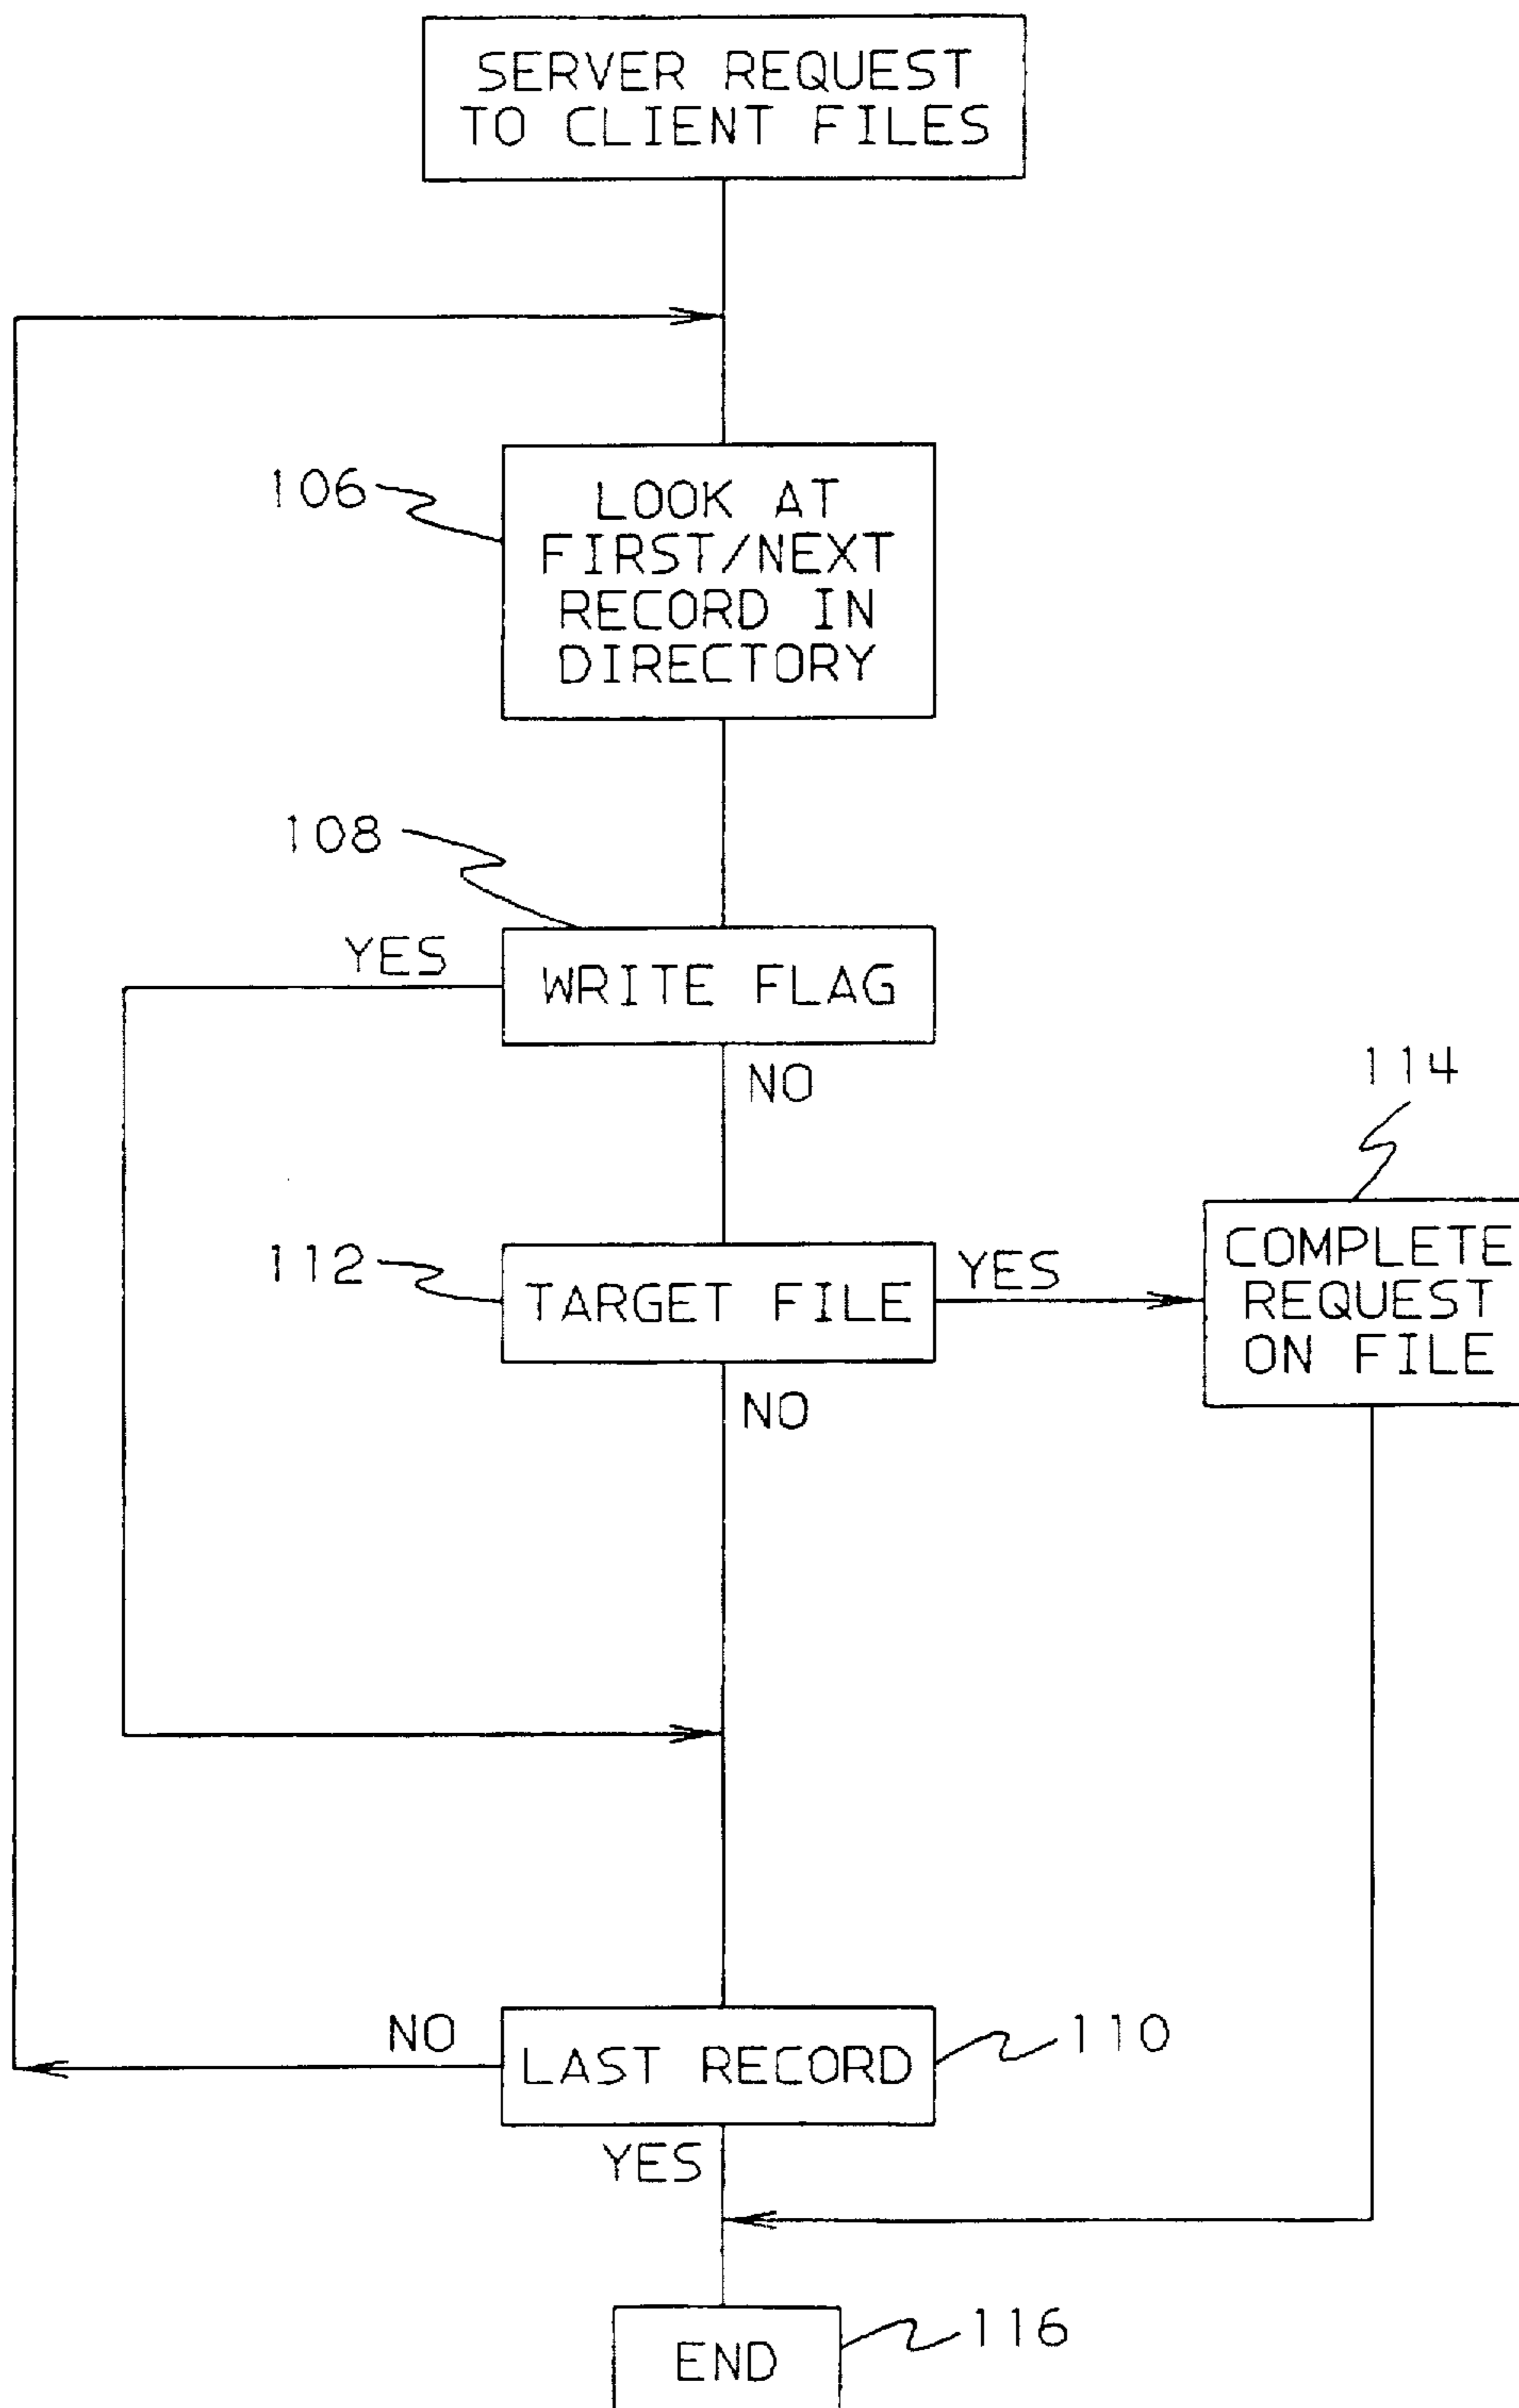 SERVER REQUEST
TO CLIENT FILES
106
LOOK AT
FIRST/NEXT
RECORD IN
DIRECTORY
108
YES
WRITE FLAG
NO
114
112
TARGET FILE
YES
COMPLETE
REQUEST
ON FILE
NO
NO
LAST RECORD
110
YES
END
116